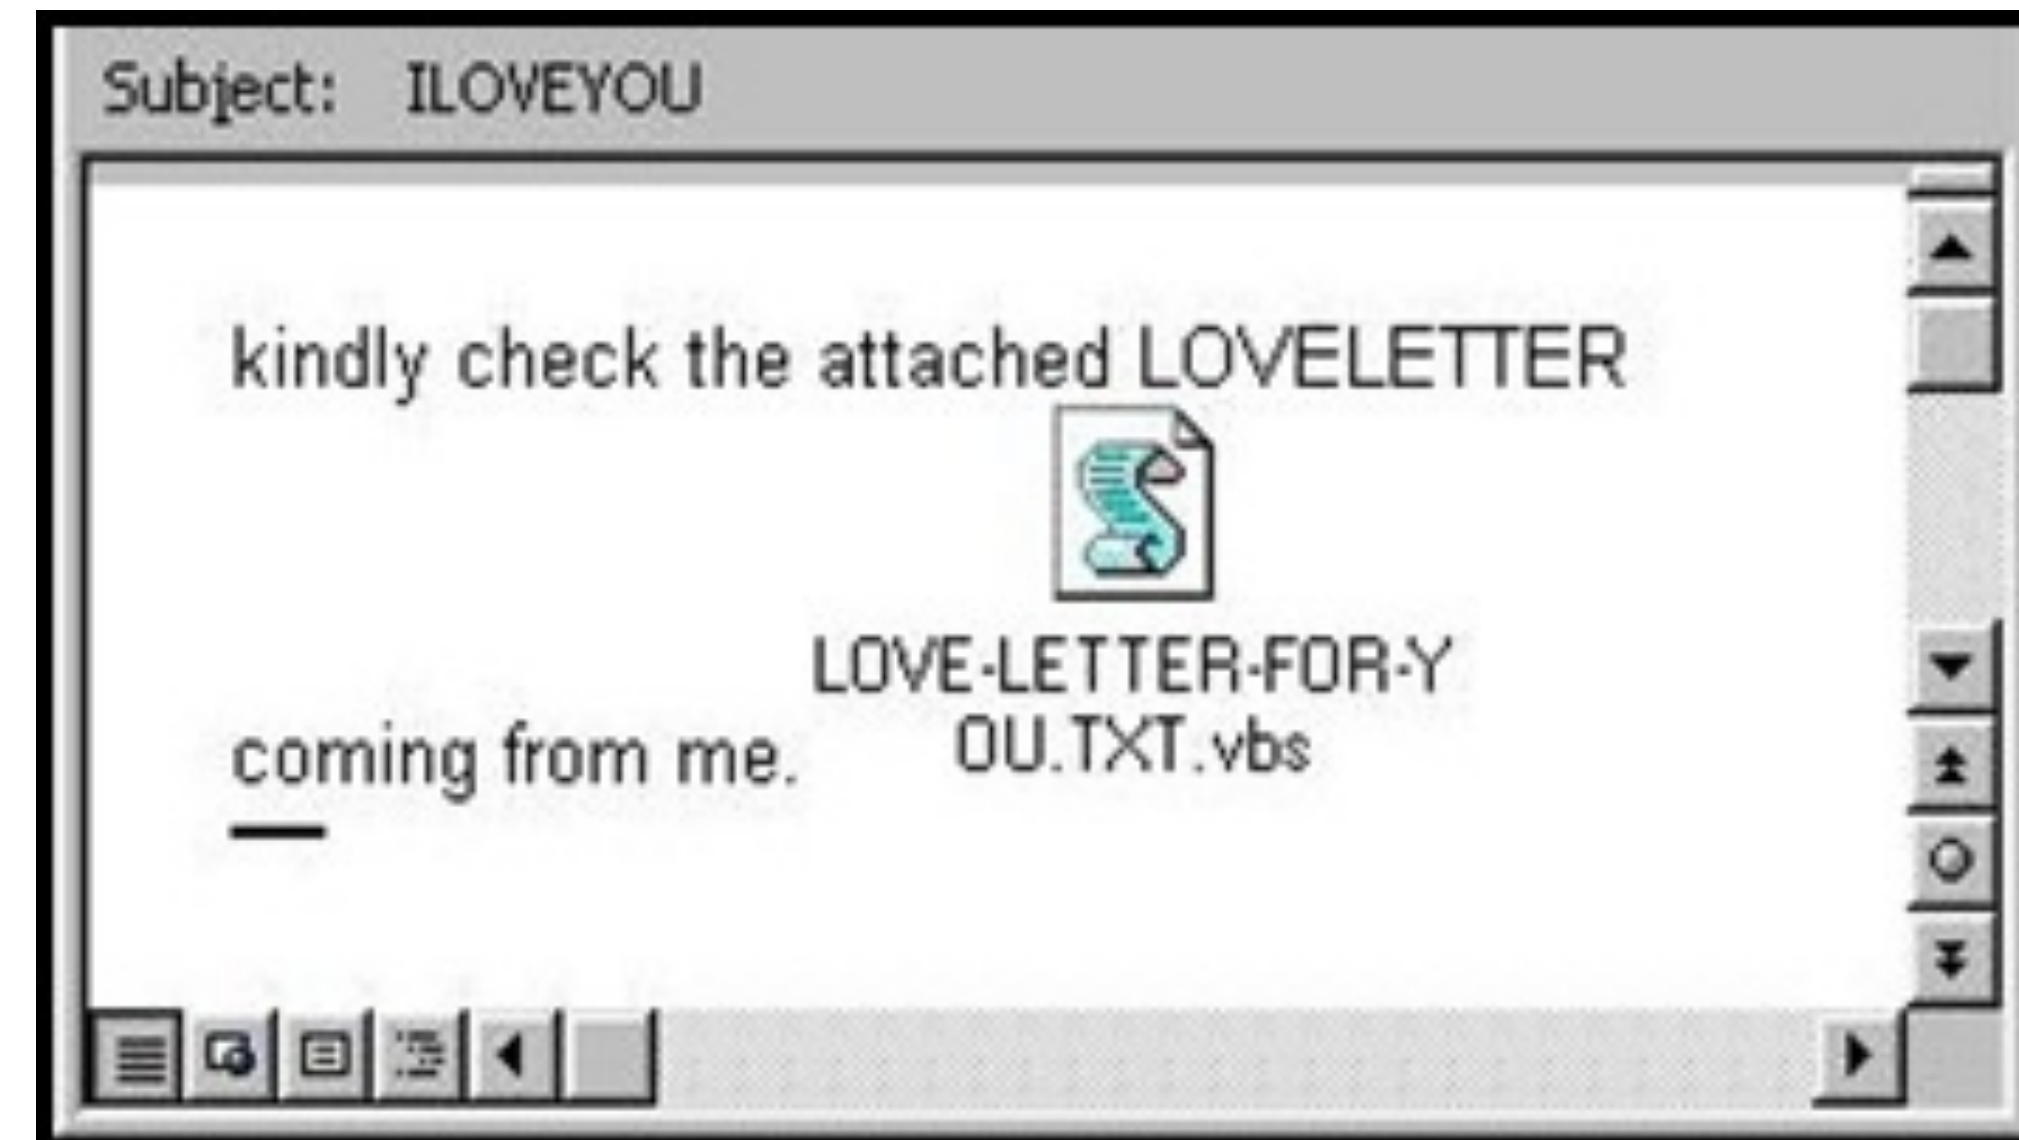 Subject: ILOVEYOU
kindly check the attached LOVELETTER
LOVE-LETTER-FOR-Y
OU.TXT.vbs
coming from me.